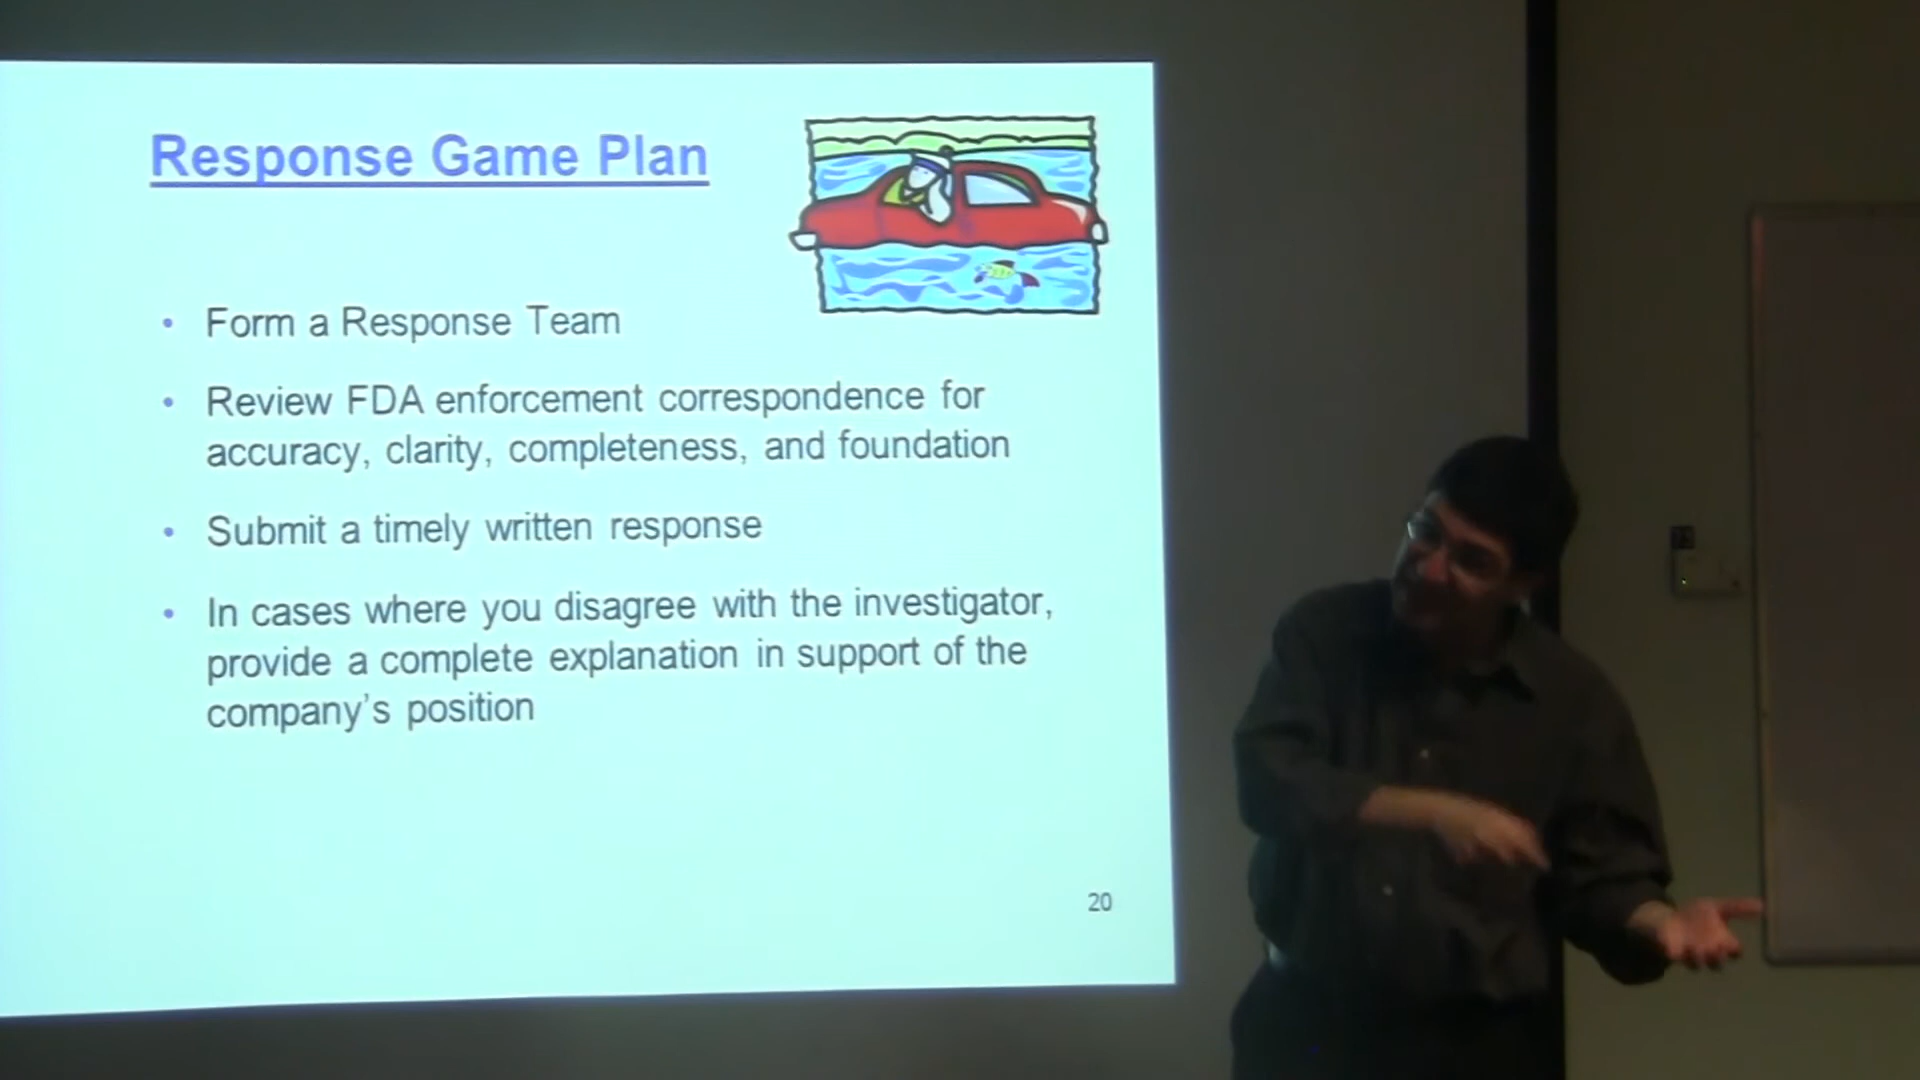 Response Game Plan
• Form a Response Team
• Review FDA enforcement correspondence for
accuracy, clarity, completeness, and foundation
• Submit a timely written response
• In cases where you disagree with the investigator,
provide a complete explanation in support of the
company's position
20